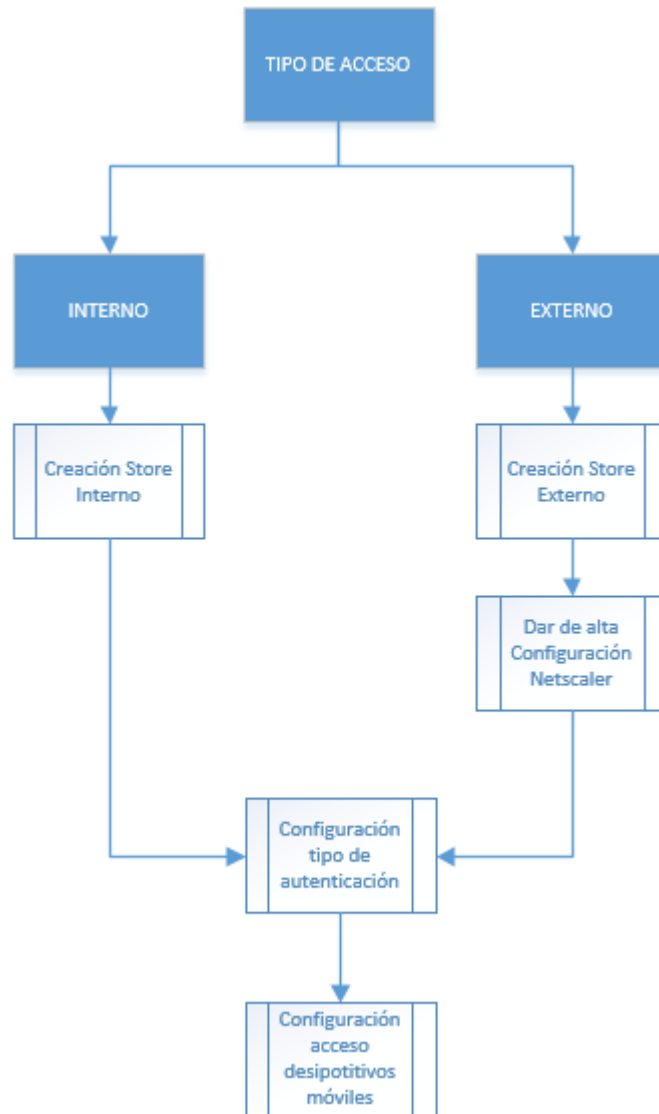 TIPO DE ACCESO
INTERNO
EXTERNO
Creación Store
Interno
Creación Store
Externo
Dar de alta
Configuración
Netscaler
Configuración
tipo de
autenticación
Configuración
acceso
desipotitivos
móviles